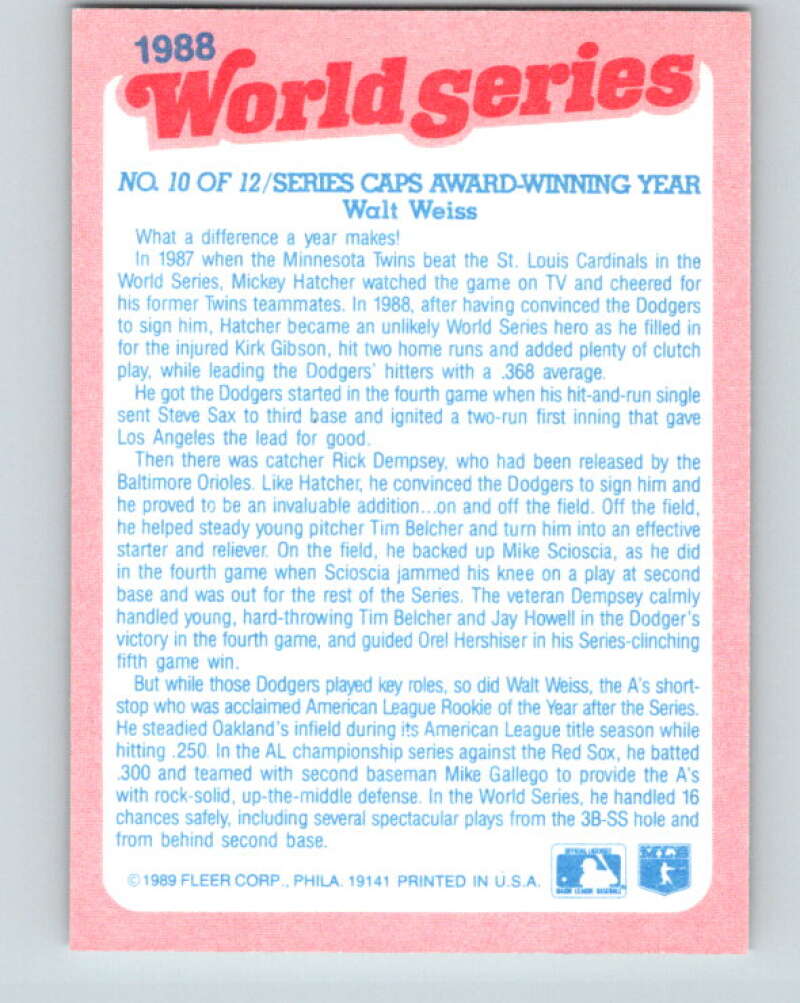 1988
World Series
NO. 10 OF 12/SERIES CAPS AWARD-WINNING YEAR
Walt Weiss
What a difference a year makes!
In 1987 when the Minnesota Twins beat the St. Louis Cardinals in the
World Series, Mickey Hatcher watched the game on TV and cheered for
his former Twins teammates. In 1988, after having convinced the Dodgers
to sign him, Hatcher became an unlikely World Series hero as he filled in
for the injured Kirk Gibson, hit two home runs and added plenty of clutch
play, while leading the Dodgers' hitters with a .368 average.
He got the Dodgers started in the fourth game when his hit-and-run single
sent Steve Sax to third base and ignited a two-run first inning that gave
Los Angeles the lead for good.
Then there was catcher Rick Dempsey, who had been released by the
Baltimore Orioles. Like Hatcher, he convinced the Dodgers to sign him and
he proved to be an invaluable addition...on and off the field. Off the field,
he helped steady young pitcher Tim Belcher and turn him into an effective
starter and reliever. On the field, he backed up Mike Scioscia, as he did
in the fourth game when Scioscia jammed his knee on a play at second
base and was out for the rest of the Series. The veteran Dempsey calmly
handled young, hard-throwing Tim Belcher and Jay Howell in the Dodger's
victory in the fourth game, and guided Orel Hershiser in his Series-clinching
fifth game win.
But while those Dodgers played key roles, so did Walt Weiss, the A's short-
stop who was acclaimed American League Rookie of the Year after the Series.
He steadied Oakland's infield during its American League title season while
hitting .250. In the AL championship series against the Red Sox, he batted
.300 and teamed with second baseman Mike Gallego to provide the A's
with rock-solid, up-the-middle defense. In the World Series, he handled 16
chances safely, including several spectacular plays from the 3B-SS hole and
from behind second base.
©1989 FLEER CORP., PHILA. 19141 PRINTED IN U.S.A.
OFFICIAL LICENSEE
MAJOR LEAGUE BASEBALL